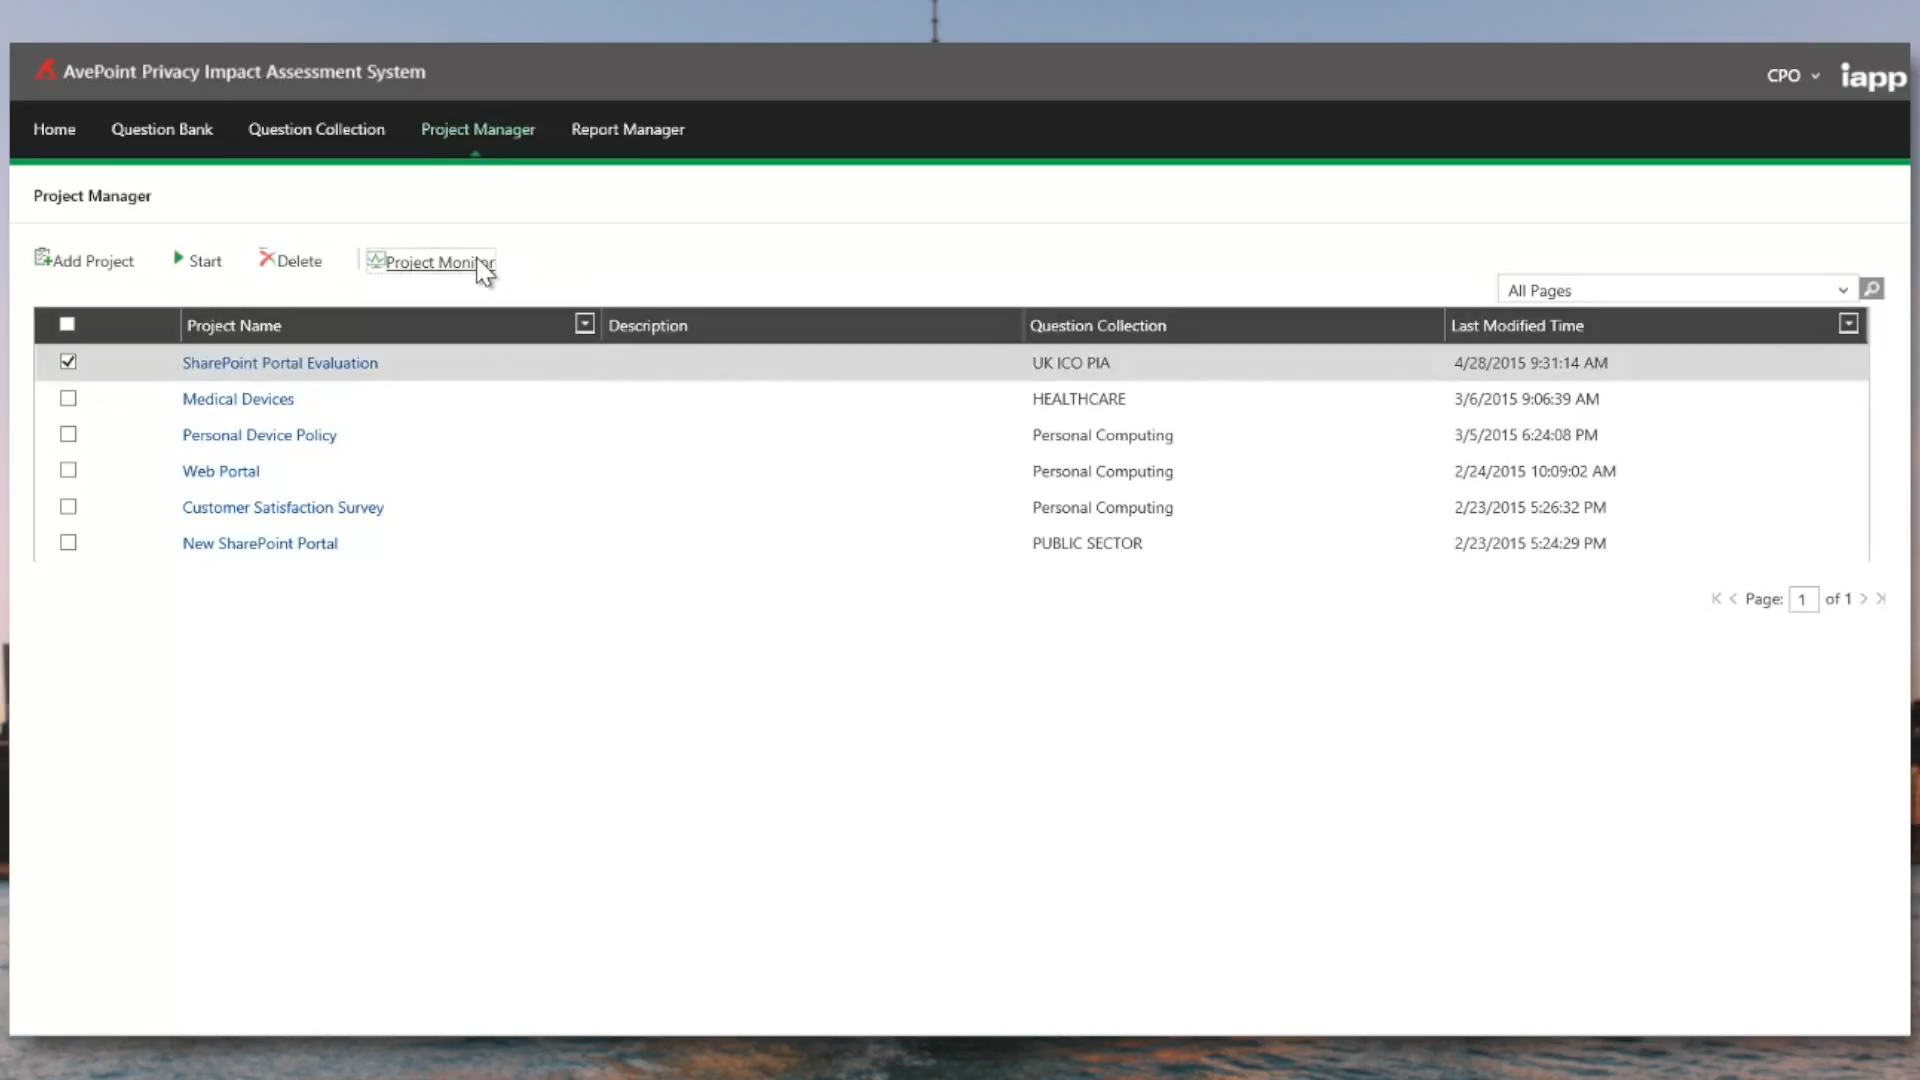 AvePoint Privacy Impact Assessment System
CPO
iapp
Home Question Bank Question Collection Project Manager Report Manager
Project Manager
Add Project Start Delete Project Monitor
All Pages
Project Name Description Question Collection Last Modified Time
SharePoint Portal Evaluation UK ICO PIA 4/28/2015 9:31:14 AM
Medical Devices HEALTHCARE 3/6/2015 9:06:39 AM
Personal Device Policy Personal Computing 3/5/2015 6:24:08 PM
Web Portal Personal Computing 2/24/2015 10:09:02 AM
Customer Satisfaction Survey Personal Computing 2/23/2015 5:26:32 PM
New SharePoint Portal PUBLIC SECTOR 2/23/2015 5:24:29 PM
Page: 1 of 1